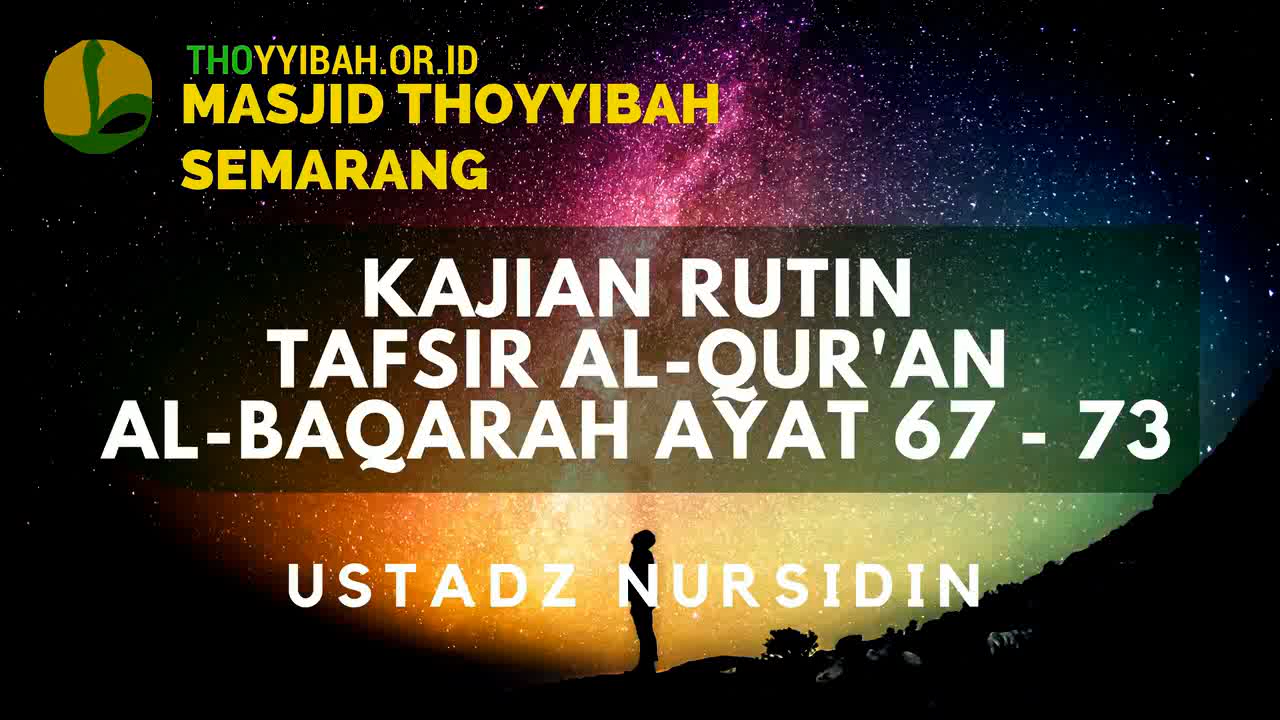 THOYYIBAH.OR.ID
MASJID THOYYIBAH
SEMARANG
KAJIAN RUTIN
TAFSIR AL-QUR'AN
AL-BAQARAH AYAT 67 - 73
USTADZ NURSIDIN